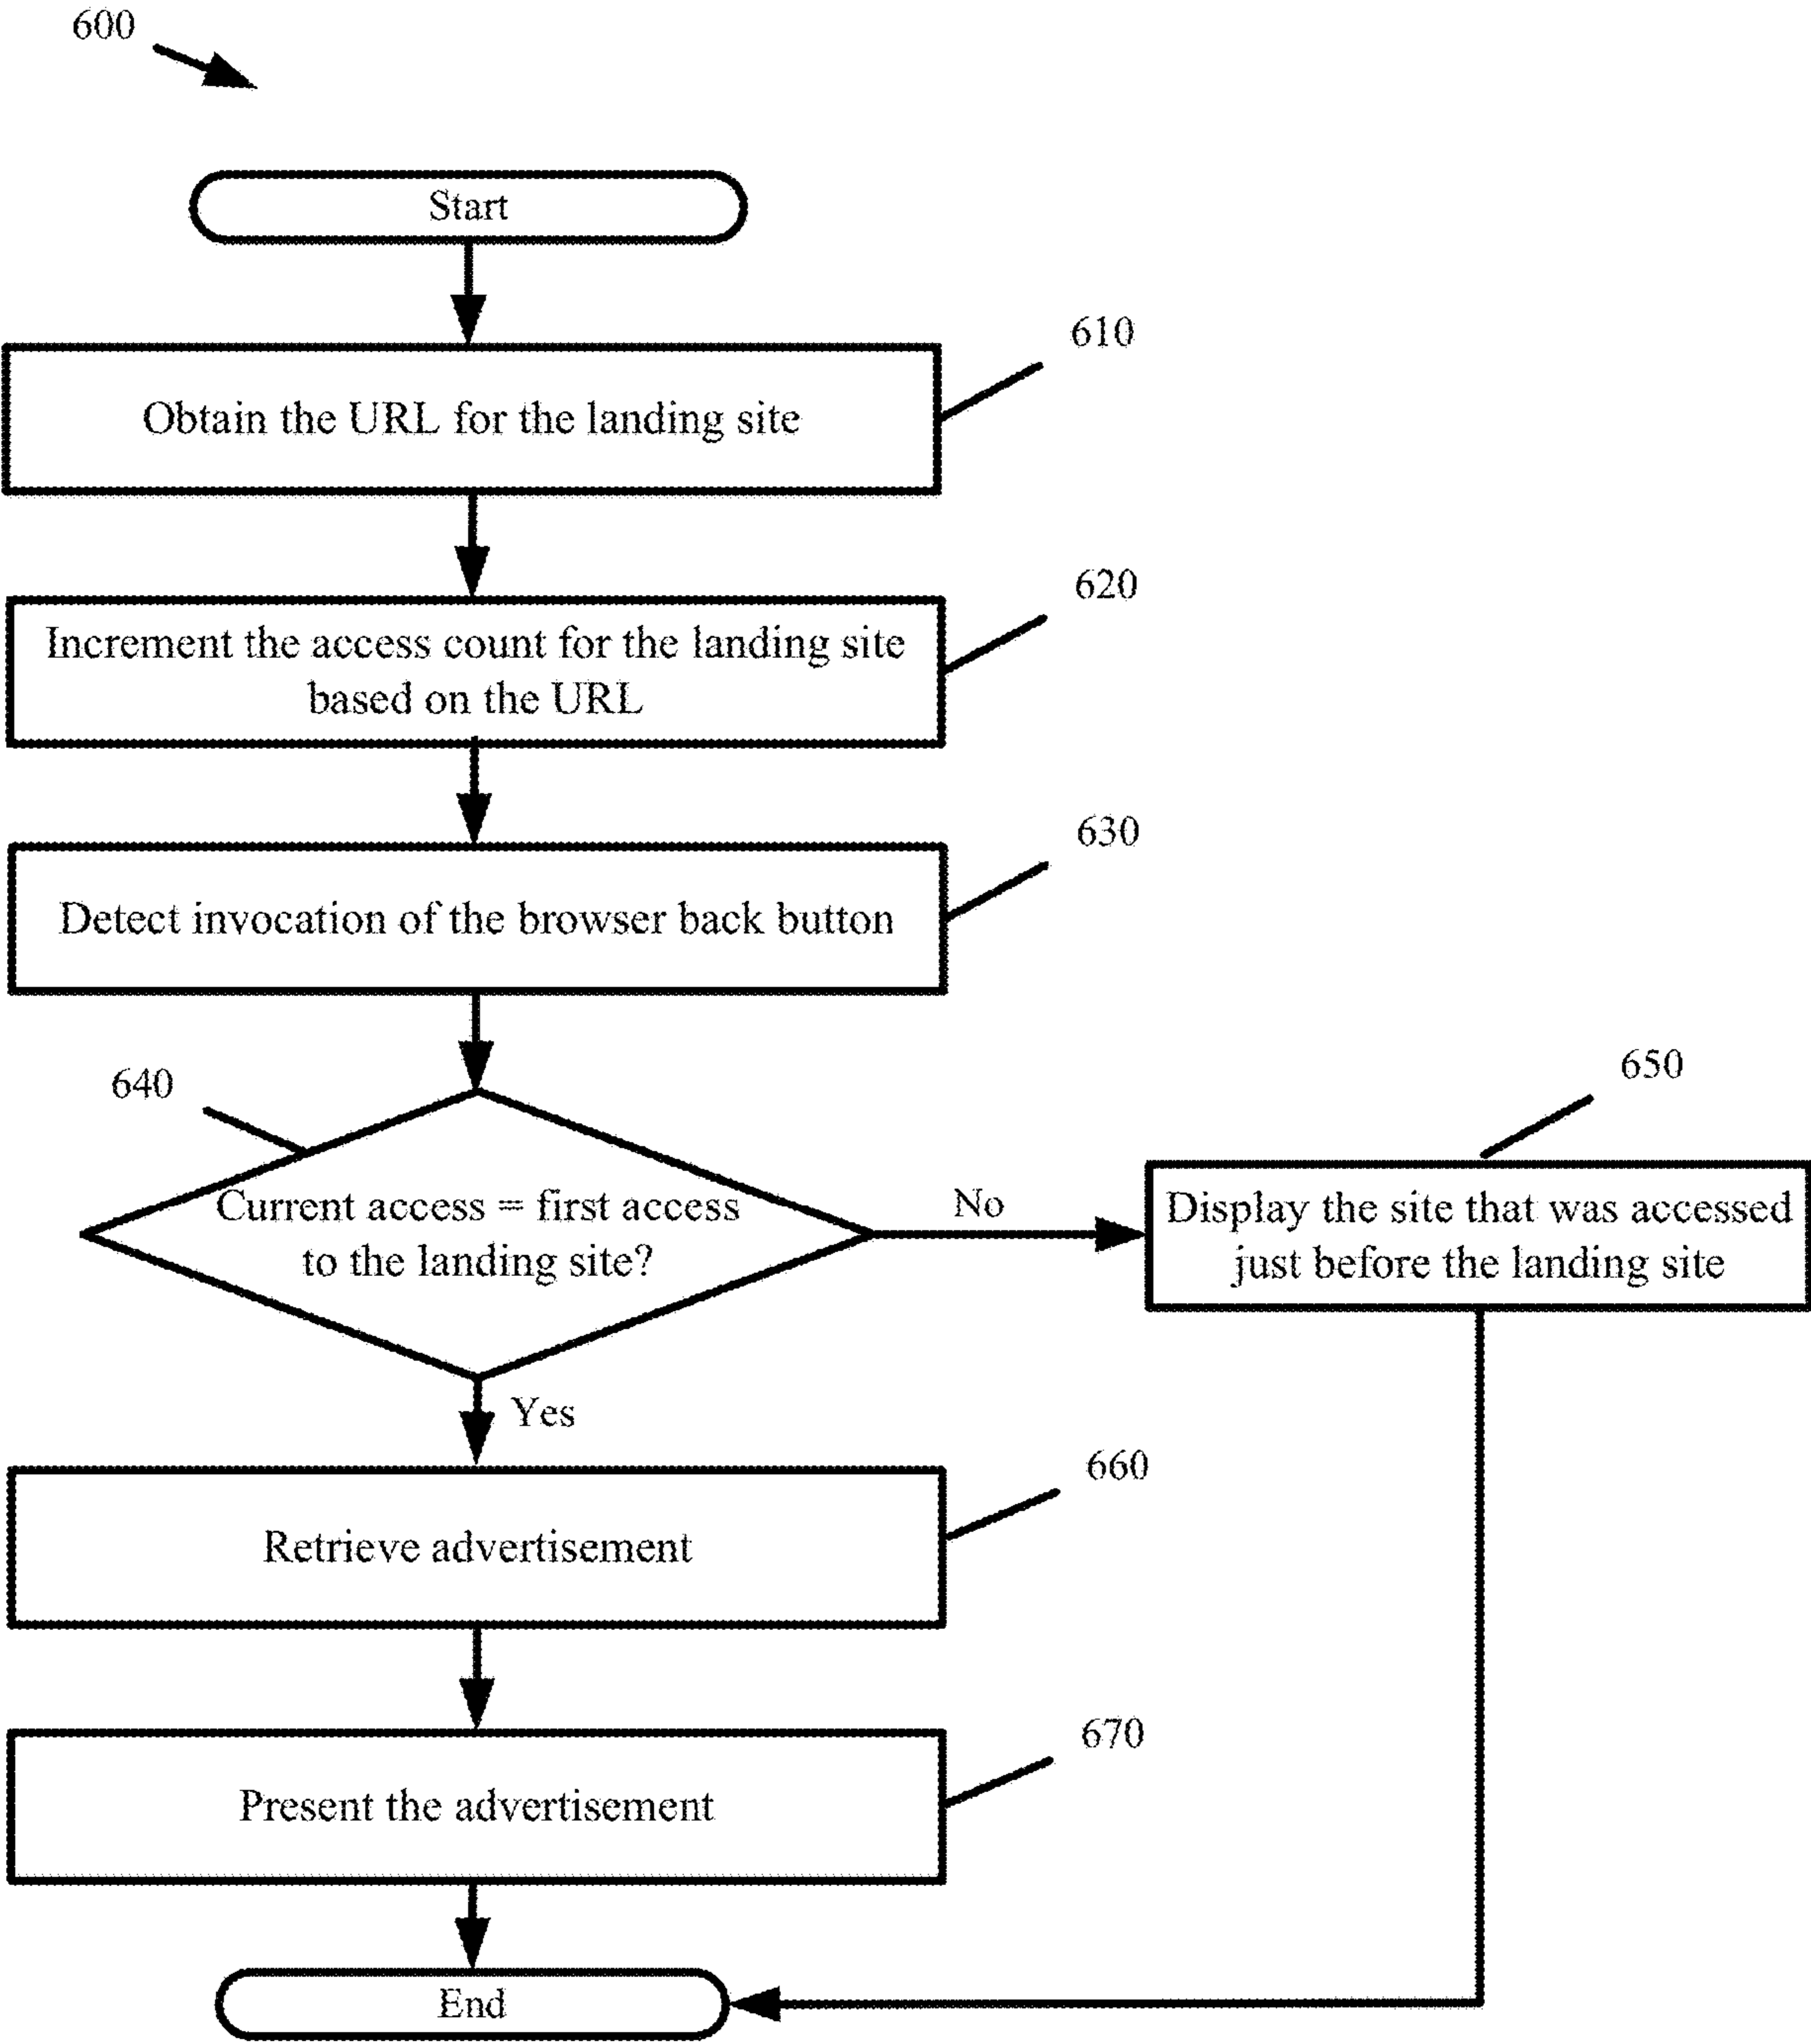 600
Start
610
Obtain the URL for the landing site
620
Increment the access count for the landing site
based on the URL
630
Detect invocation of the browser back button
640
650
Current access = first access
to the landing site?
No
Display the site that was accessed
just before the landing site
Yes
660
Retrieve advertisement
670
Present the advertisement
End